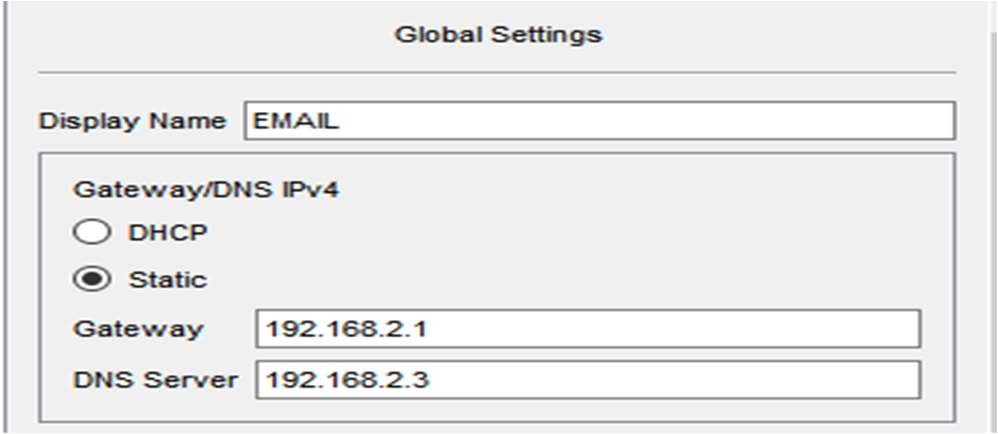 Global Settings
Display Name EMAIL
Gateway/DNS IPv4
DHCP
Static
Gateway 192.168.2.1
DNS Server 192.168.2.3